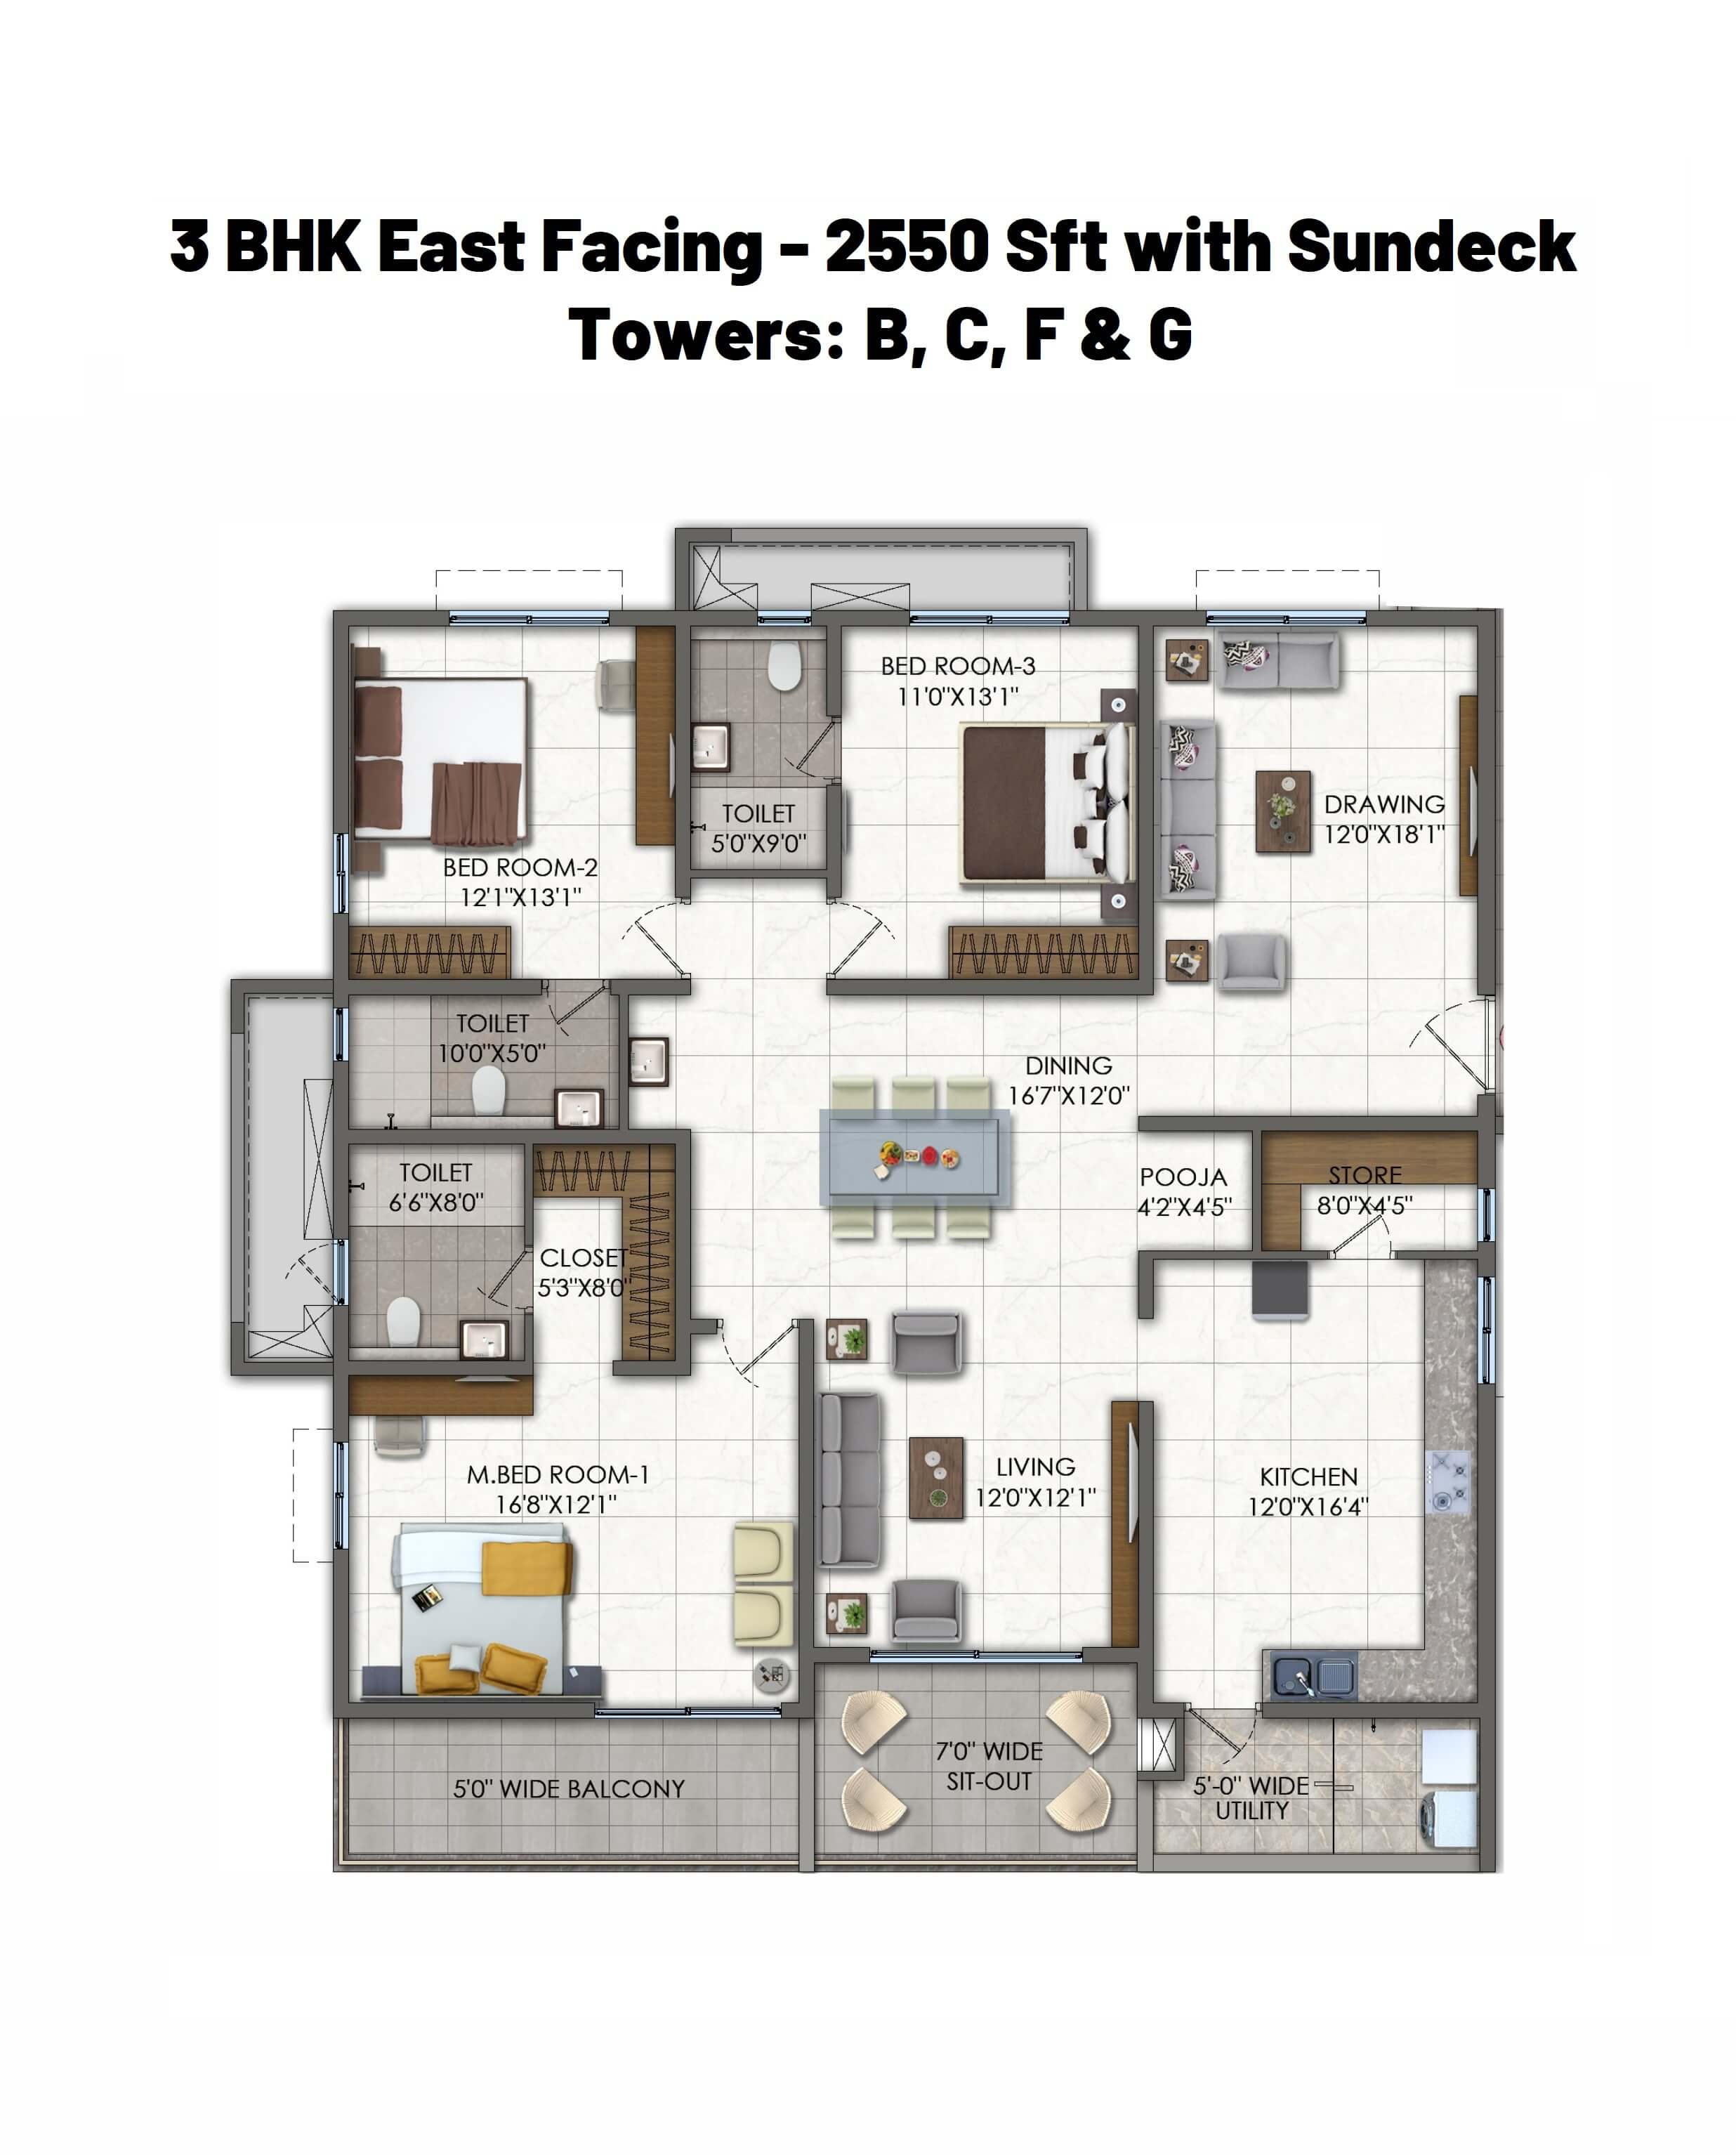 3 BHK East Facing - 2550 Sft with Sundeck
Towers: B, C, F & G
BED ROOM-3
11'0"X13'1"
DRAWING
12'0"X18'1"
TOILET
5'0"X9'0"
BED ROOM-2
12'1"X13'1"
TOILET
10'0"X5'0"
DINING
16'7"X12'0"
TOILET
6'6"X8'0"
POOJA
4'2"X4'5"
STORE
8'0"X4'5"
CLOSET
5'3"X8'0"
M.BED ROOM-1
16'8"X12'1"
LIVING
12'0"X12'1"
KITCHEN
12'0"X16'4"
5'0" WIDE BALCONY
7'0" WIDE
SIT-OUT
5'-0" WIDE
UTILITY